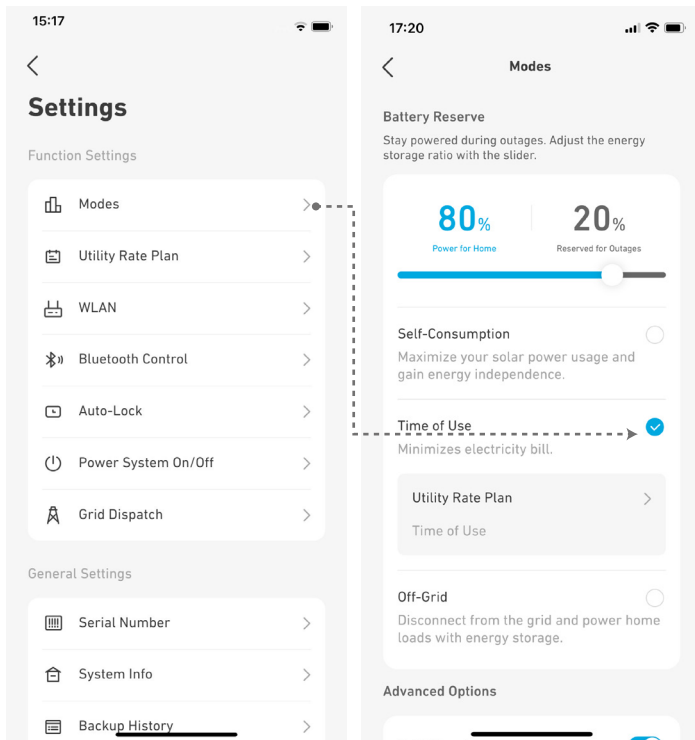 15:17
Settings
Function Settings
Modes
Utility Rate Plan
WLAN
Bluetooth Control
Auto-Lock
Power System On/Off
Grid Dispatch
General Settings
Serial Number
System Info
Backup History
17:20
Modes
Battery Reserve
Stay powered during outages. Adjust the energy
storage ratio with the slider.
80% 20%
Power for Home Reserved for Outages
Self-Consumption
Maximize your solar power usage and
gain energy independence.
Time of Use
Minimizes electricity bill.
Utility Rate Plan
Time of Use
Off-Grid
Disconnect from the grid and power home
loads with energy storage.
Advanced Options